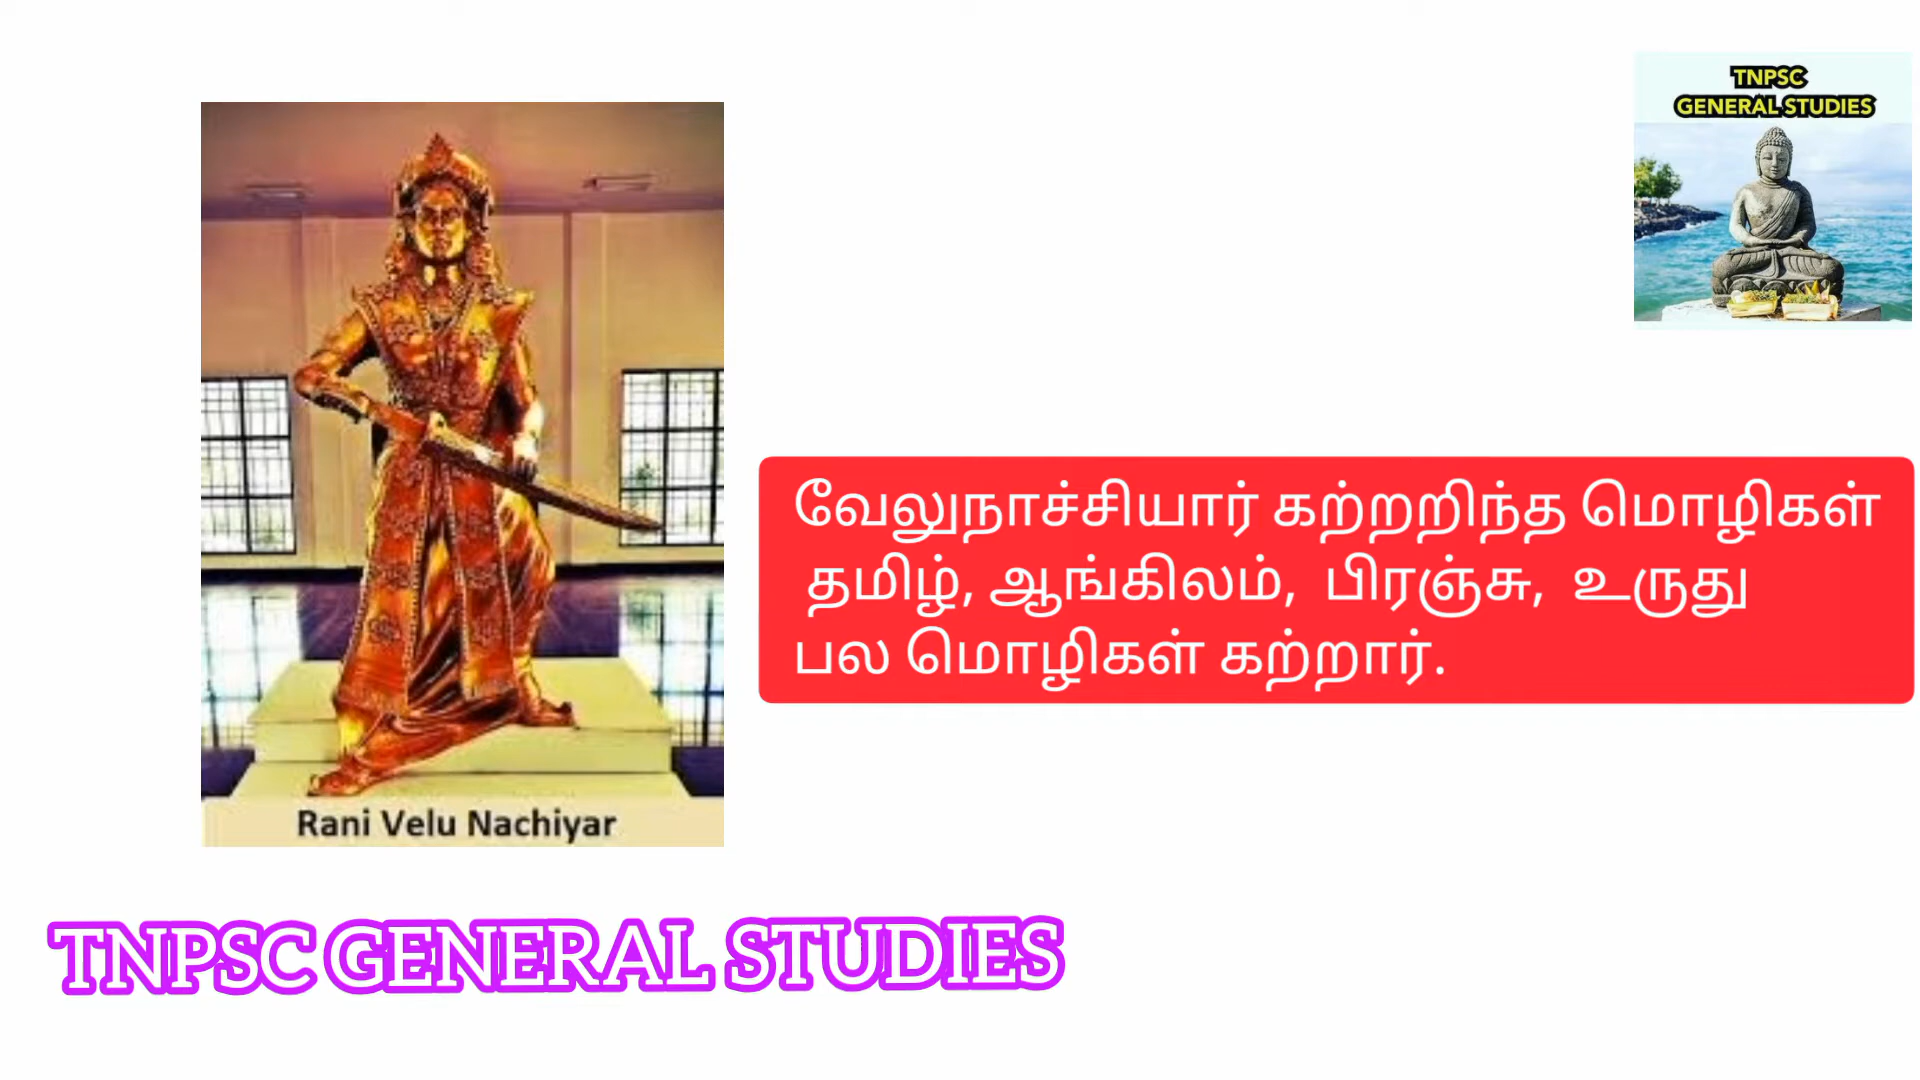 TNPSC
GENERAL STUDIES
வேலுநாச்சியார் கற்றறிந்த மொழிகள்
தமிழ், ஆங்கிலம், பிரஞ்சு, உருது
பல மொழிகள் கற்றார்.
Rani Velu Nachiyar
TNPSC GENERAL STUDIES